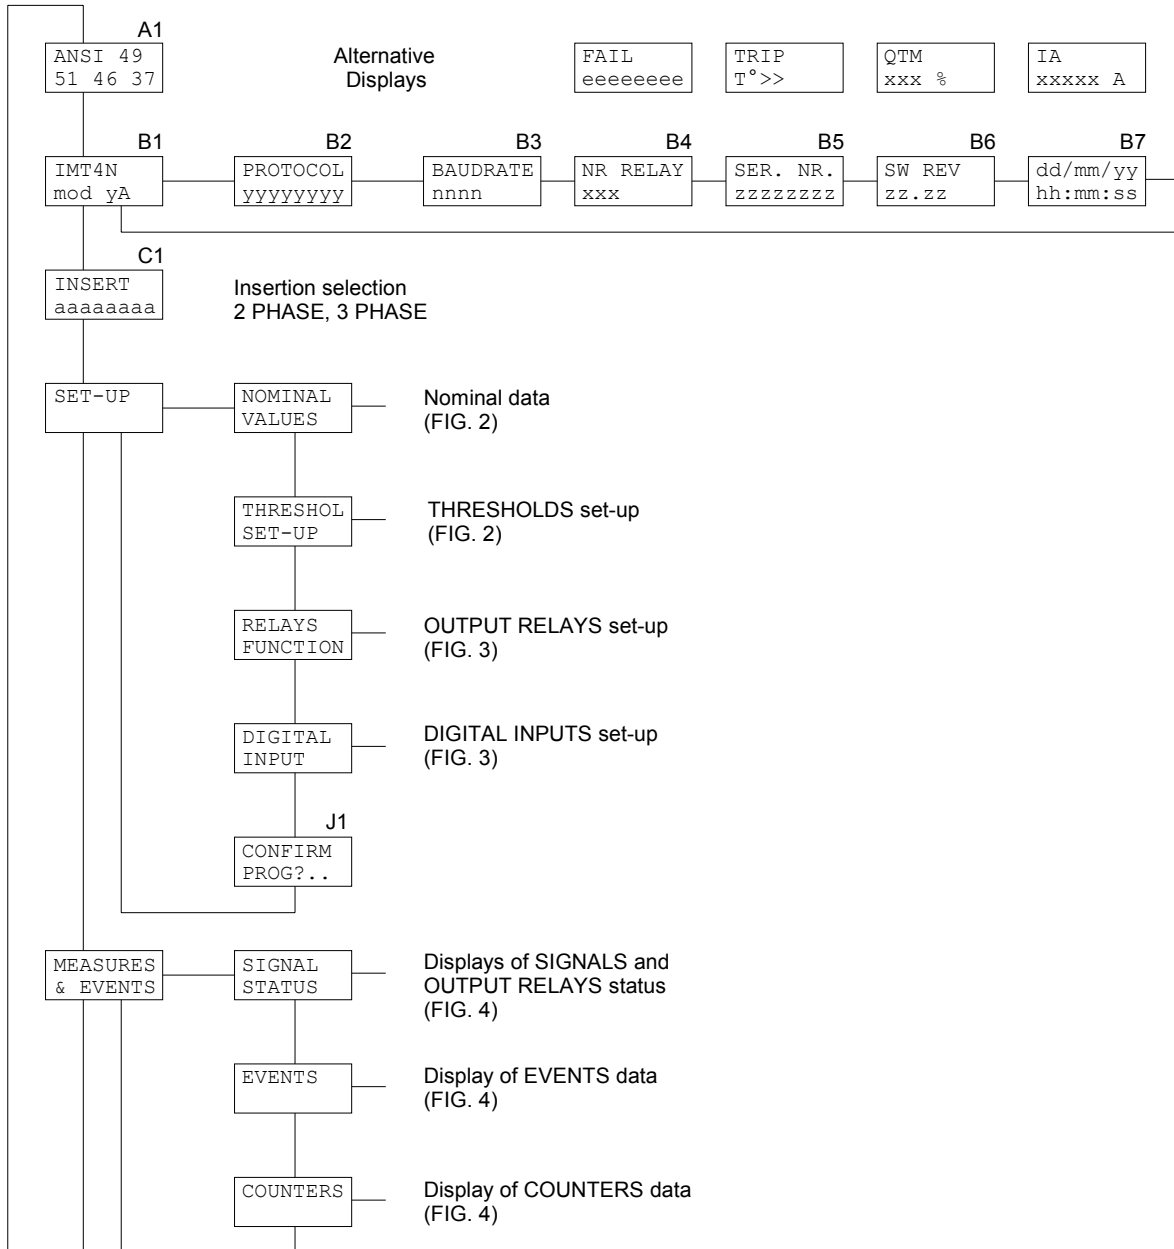 A1
ANSI 49
51 46 37
Alternative
Displays
FAIL
eeeeeeee
TRIP
T°>>
QTM
xxx %
IA
xxxxx A
B1
IMT4N
mod yA
B2
PROTOCOL
yyyyyyyy
B3
BAUDRATE
nnnn
B4
NR RELAY
xxx
B5
SER. NR.
zzzzzzzz
B6
SW REV
zz.zz
B7
dd/mm/yy
hh:mm:ss
C1
INSERT
aaaaaaaa
Insertion selection
2 PHASE, 3 PHASE
SET-UP
NOMINAL
VALUES
Nominal data
(FIG. 2)
THRESHOL
SET-UP
THRESHOLDS set-up
(FIG. 2)
RELAYS
FUNCTION
OUTPUT RELAYS set-up
(FIG. 3)
DIGITAL
INPUT
DIGITAL INPUTS set-up
(FIG. 3)
J1
CONFIRM
PROG?..
MEASURES
& EVENTS
SIGNAL
STATUS
Displays of SIGNALS and
OUTPUT RELAYS status
(FIG. 4)
EVENTS
Display of EVENTS data
(FIG. 4)
COUNTERS
Display of COUNTERS data
(FIG. 4)